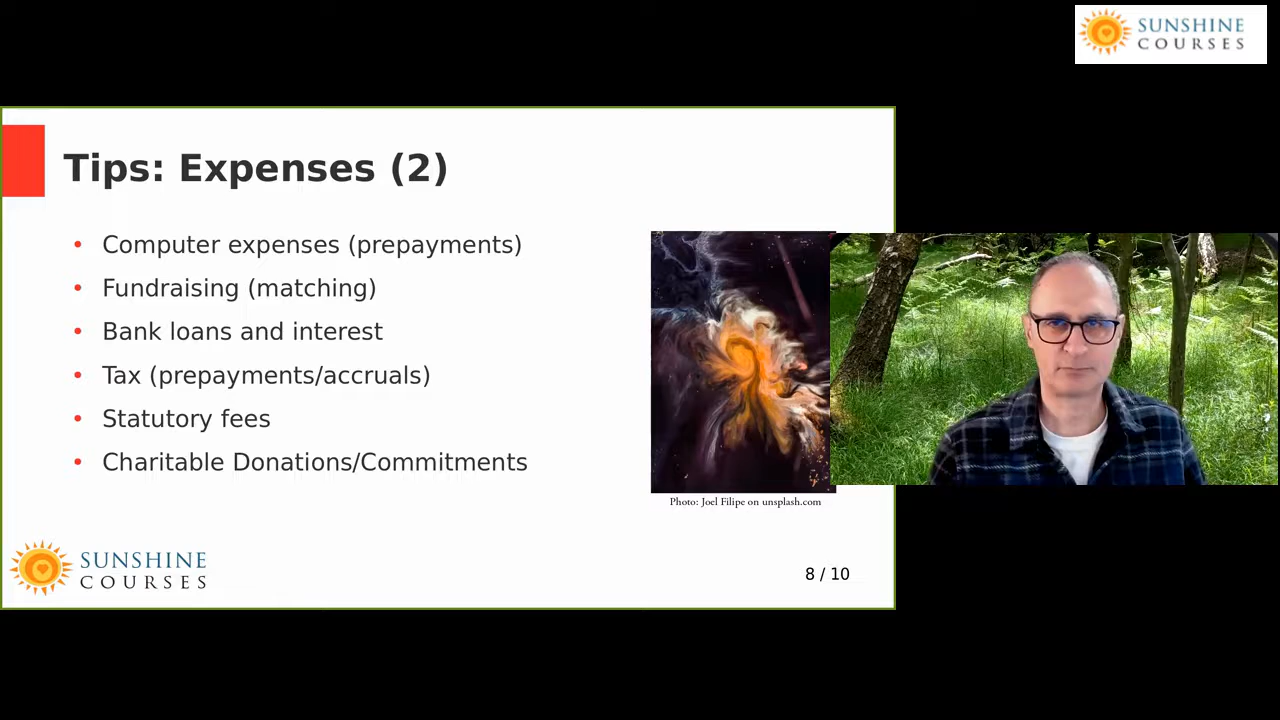 SUNSHINE
COURSES
Tips: Expenses (2)
• Computer expenses (prepayments)
• Fundraising (matching)
• Bank loans and interest
• Tax (prepayments/accruals)
• Statutory fees
• Charitable Donations/Commitments
Photo: Joel Filipe on unsplash.com
SUNSHINE
COURSES
8 / 10